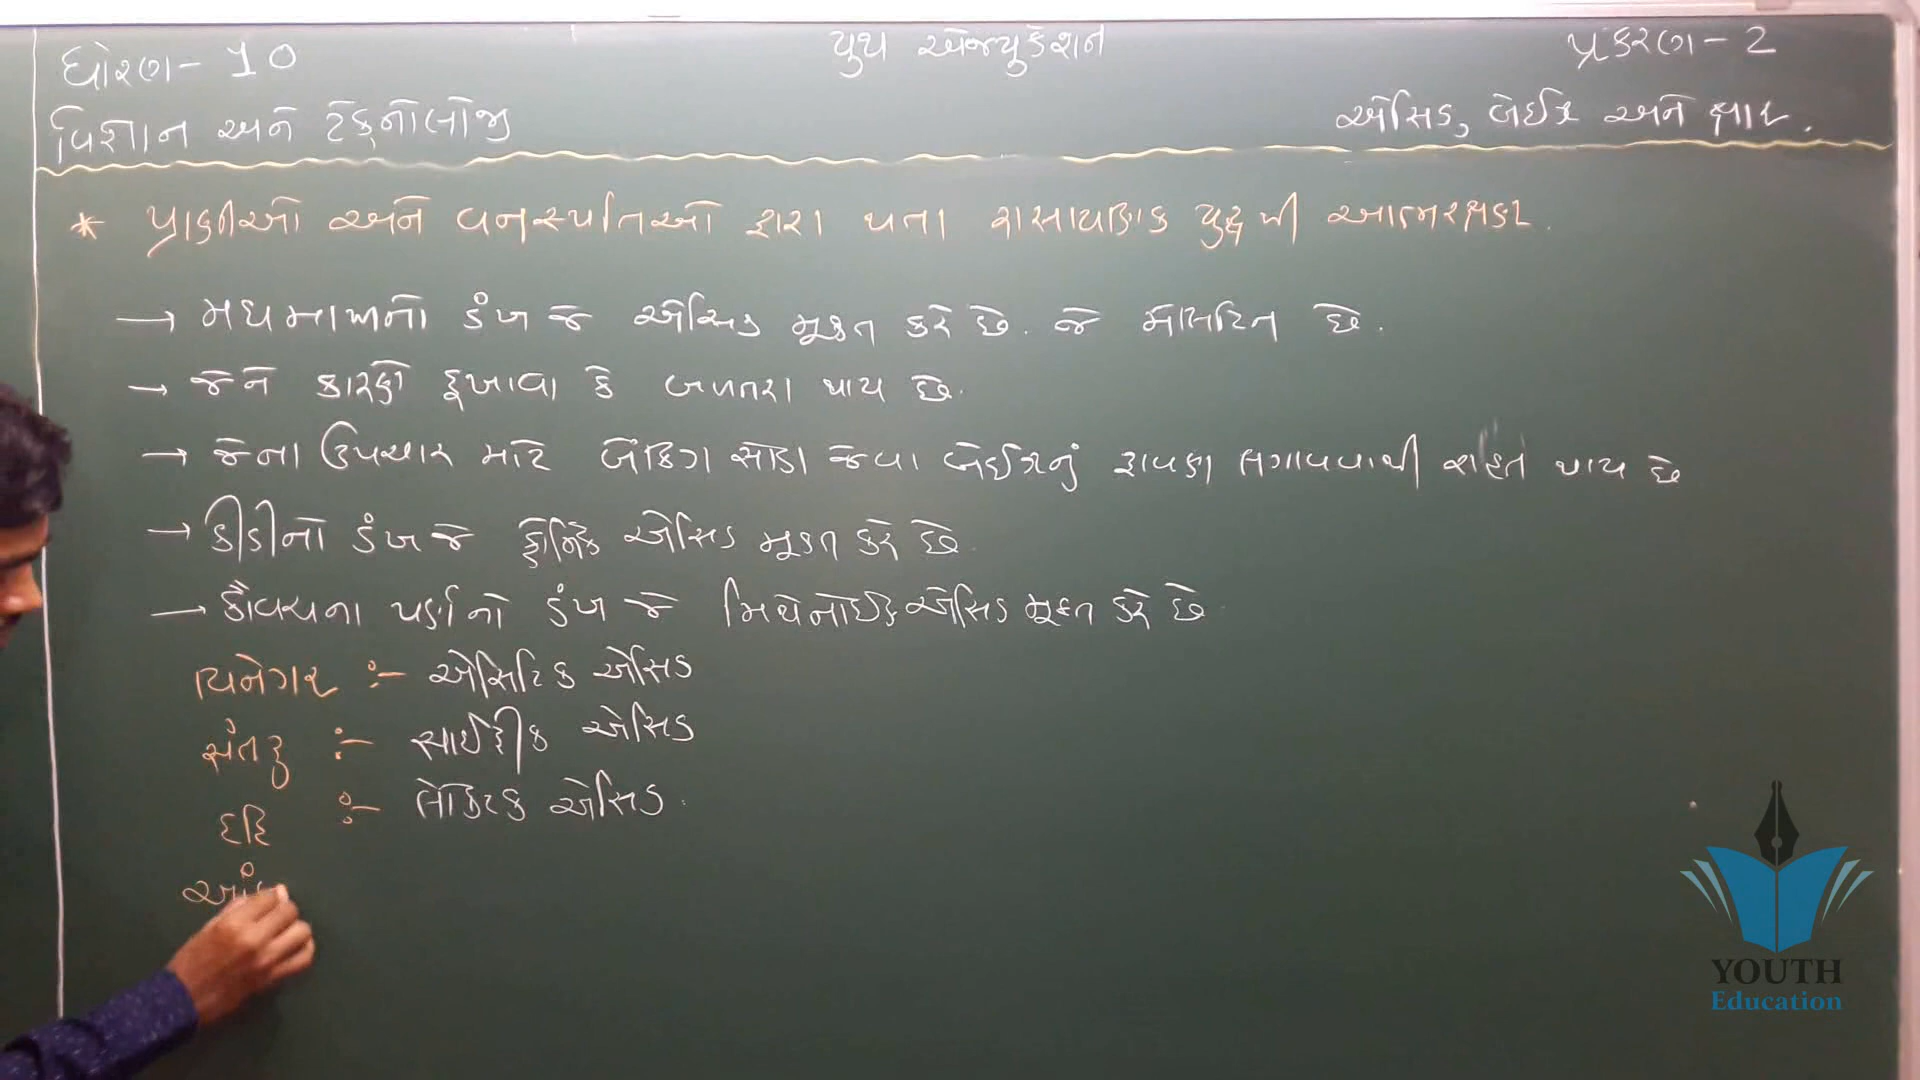 ધોરણ - 10 યુથ એજ્યુકેશન પ્રકરણ - 2
વિજ્ઞાન અને ટેકનોલોજી એસિડ, બેઈઝ અને ક્ષાર.
* પ્રાણીઓ અને વનસ્પતિઓ દ્વારા થતા રાસાયણિક યુદ્ધની આત્મરક્ષણ.
→ મધમાખનો ડંખ જે એસિડ મુક્ત કરે છે. જે મેલિટિન છે.
→ જેને કારણે દુખાવા કે બળતરા થાય છે.
→ જેના ઉપચાર માટે બેકિંગ સોડા જેવા બેઈઝનું દ્રાવણ લગાવવાથી રાહત થાય છે
→ કીડીનો ડંખ જે ફોર્મિક એસિડ મૂક્ત કરે છે.
→ કૌવચના પર્ણનો ડંખ જે મિથેનોઈક એસિડ મૂક્ત કરે છે.
વિનેગર :- એસિટિક એસિડ
સંતરુ :- સાઈટ્રીક એસિડ
દહિ :- લેક્ટિક એસિડ.
YOUTH
Education